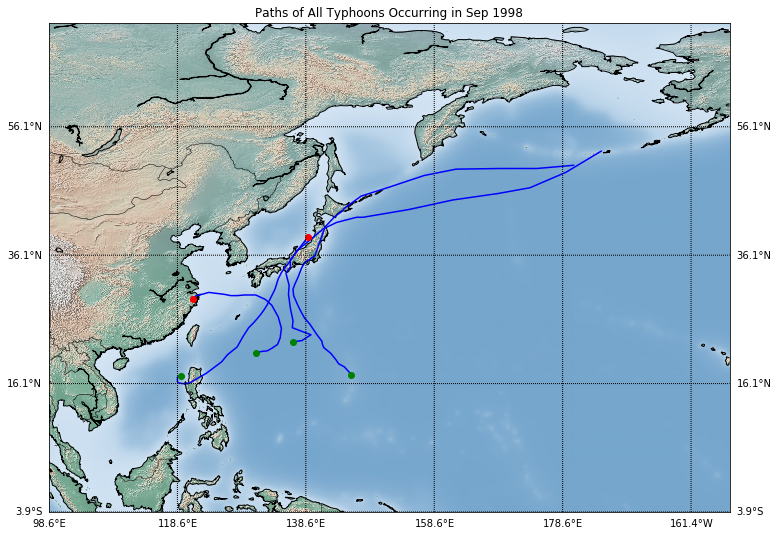 Paths of All Typhoons Occurring in Sep 1998
56.1°N 56.1°N
36.1°N 36.1°N
16.1°N 16.1°N
3.9°S 3.9°S
98.6°E 118.6°E 138.6°E 158.6°E 178.6°E 161.4°W